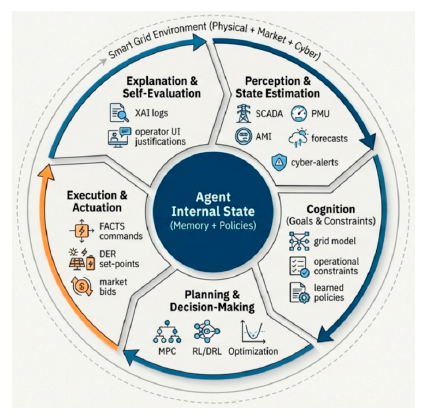 Smart Grid Environment (Physical + Market + Cyber)
Explanation &
Self-Evaluation
XAI logs
operator UI
justifications
Perception &
State Estimation
SCADA
PMU
AMI
forecasts
cyber-alerts
Execution &
Actuation
FACTS
commands
DER
set-points
market
bids
Agent
Internal State
(Memory + Policies)
Cognition
(Goals & Constraints)
grid model
operational
constraints
learned
policies
Planning &
Decision-Making
MPC
RL/DRL
Optimization